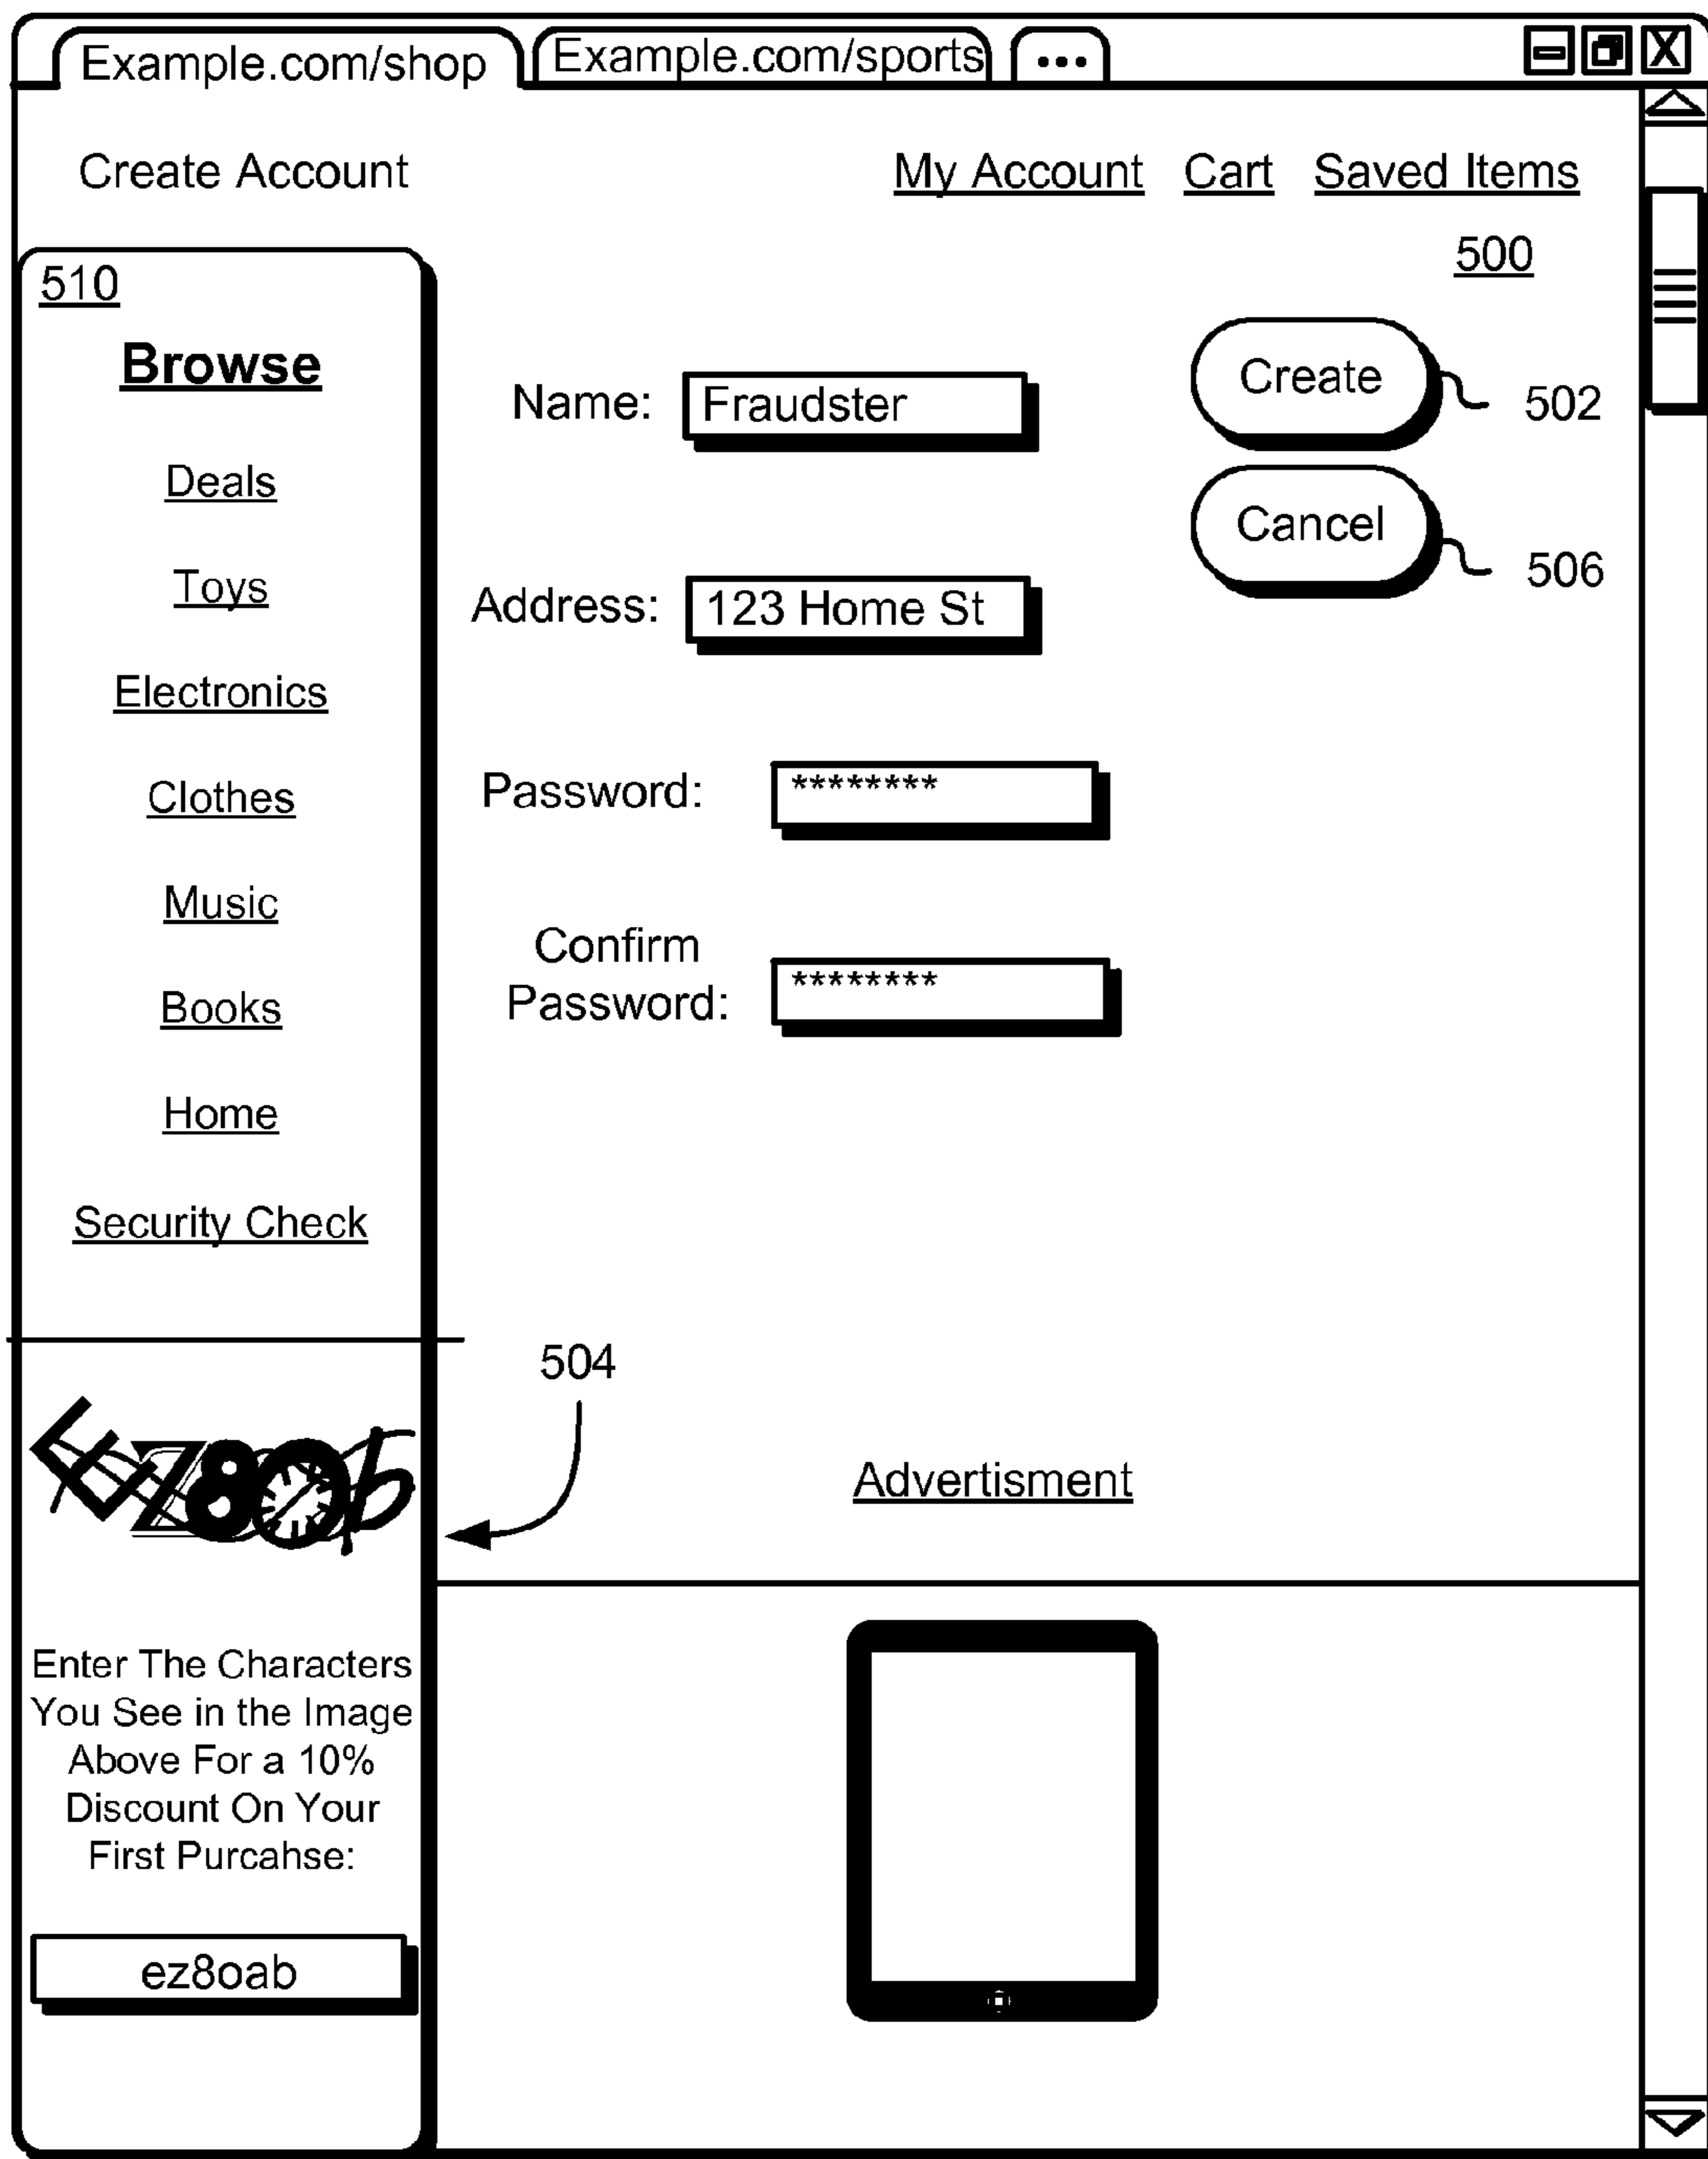 Example.com/shop
Example.com/sports
...
X
Create Account
My Account
Cart
Saved Items
500
510
Browse
Deals
Toys
Electronics
Clothes
Music
Books
Home
Security Check
Name:
Fraudster
Address:
123 Home St
Password:
********
Confirm
Password:
********
Create
502
Cancel
506
504
Ez8Ob
Enter The Characters
You See in the Image
Above For a 10%
Discount On Your
First Purcahse:
ez8oab
Advertisment